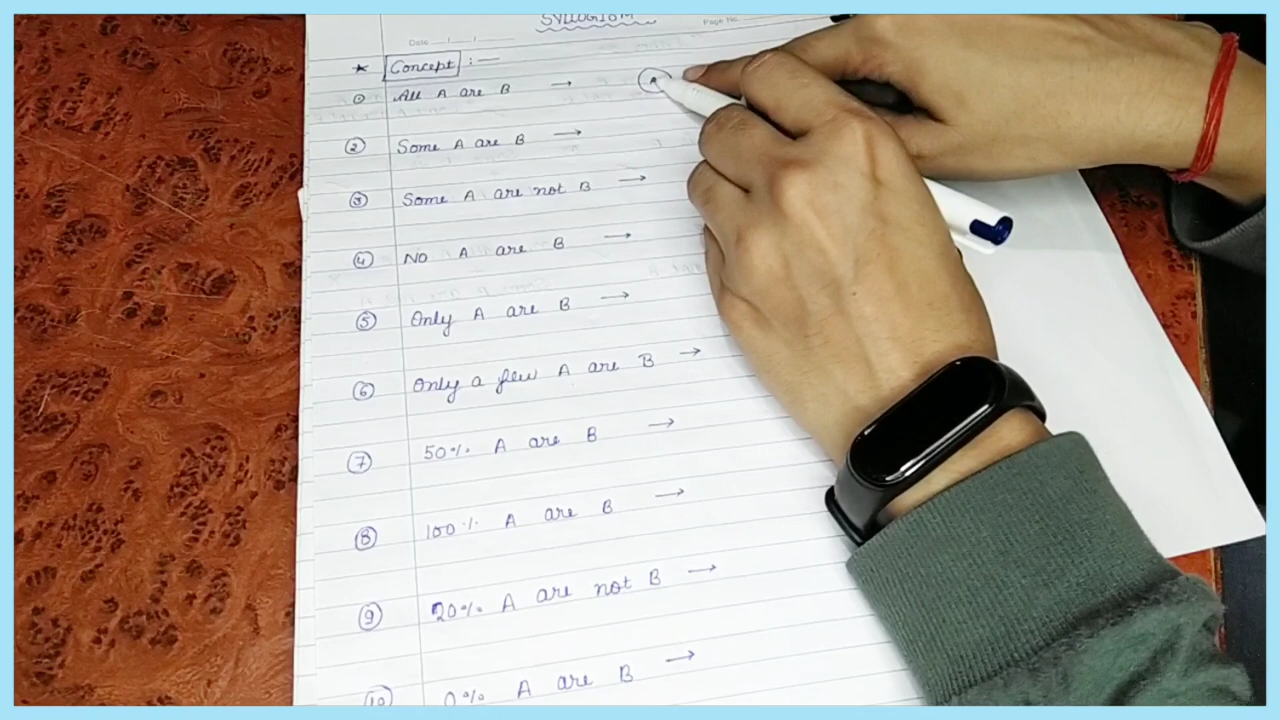 SYLLOGISM
Date / / Page No.
★ Concept : —
① All A are B → A
② Some A are B →
③ Some A are not B →
④ No A are B →
⑤ Only A are B →
⑥ Only a few A are B →
⑦ 50% A are B →
⑧ 100% A are B →
⑨ 20% A are not B →
⑩ 0% A are B →